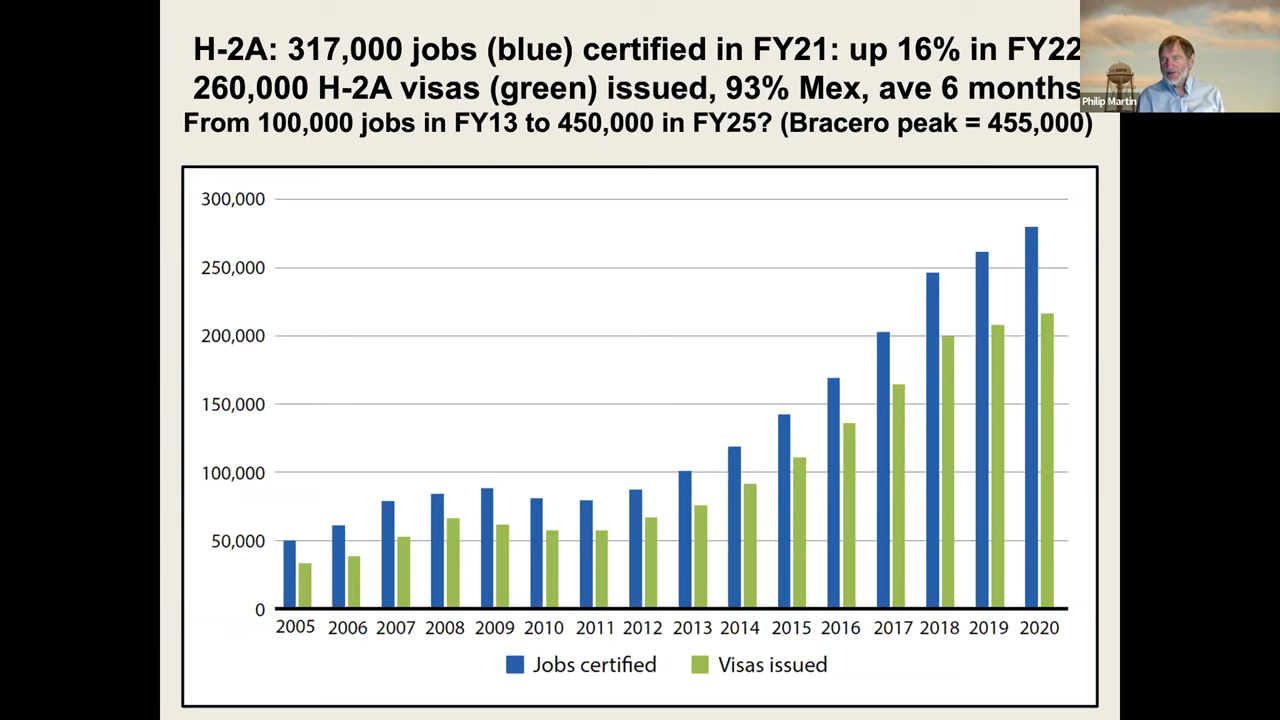 H-2A: 317,000 jobs (blue) certified in FY21: up 16% in FY22
260,000 H-2A visas (green) issued, 93% Mex, ave 6 months
From 100,000 jobs in FY13 to 450,000 in FY25? (Bracero peak = 455,000)
Philip Martin
300,000
250,000
200,000
150,000
100,000
50,000
0
2005 2006 2007 2008 2009 2010 2011 2012 2013 2014 2015 2016 2017 2018 2019 2020
Jobs certified Visas issued